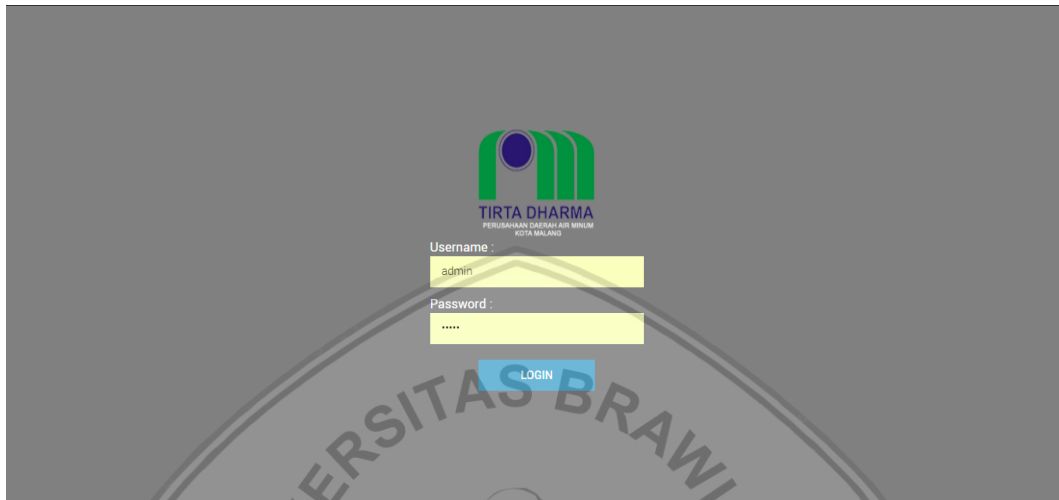 TIRTA DHARMA
PERUSAHAAN DAERAH AIR MINUM
KOTA MALANG
Username :
admin
Password :
•••••
LOGIN
ERSITAS BRAWI